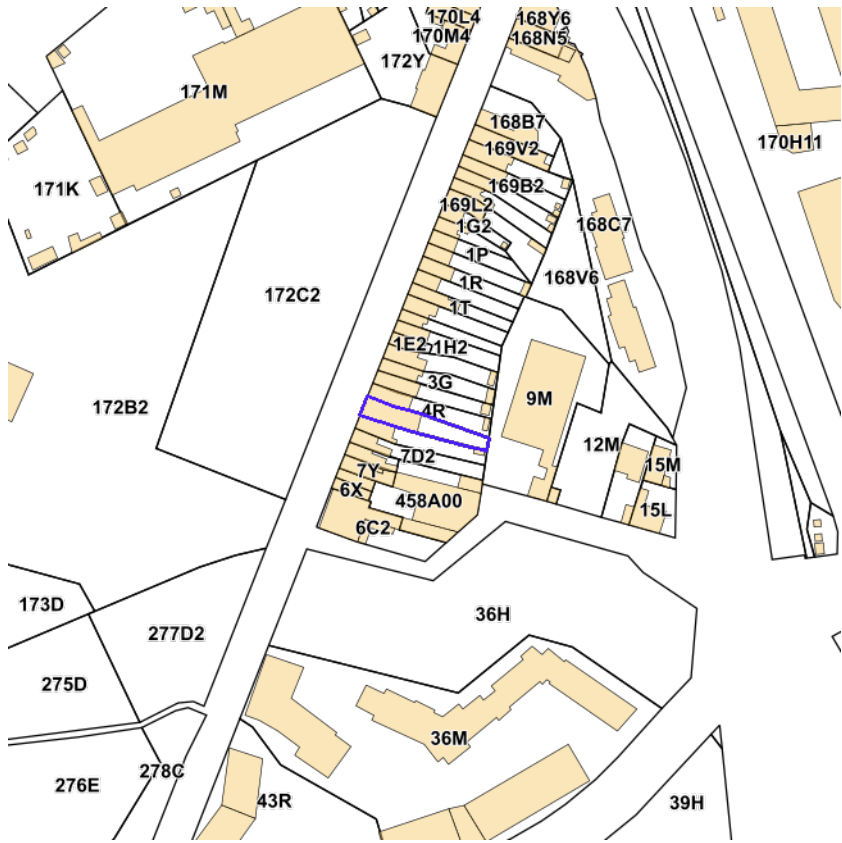 170L4
168Y6
170M4
168N5
172Y
171M
168B7
170H11
169V2
171K
169B2
169L2
1G2
168C7
1P
168V6
1R
172C2
1T
1E2
1H2
3G
9M
172B2
4R
12M
7D2
15M
7Y
6X
458A00
15L
6C2
173D
36H
277D2
275D
36M
278C
276E
43R
39H